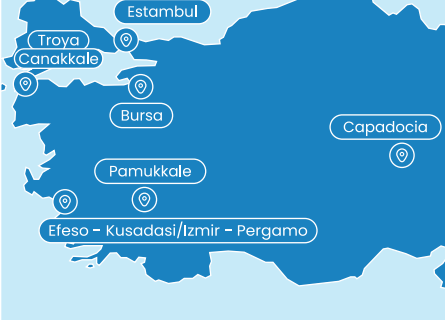 Estambul
Troya
Canakkale
Bursa
Capadocia
Pamukkale
Efeso - Kusadasi/Izmir - Pergamo